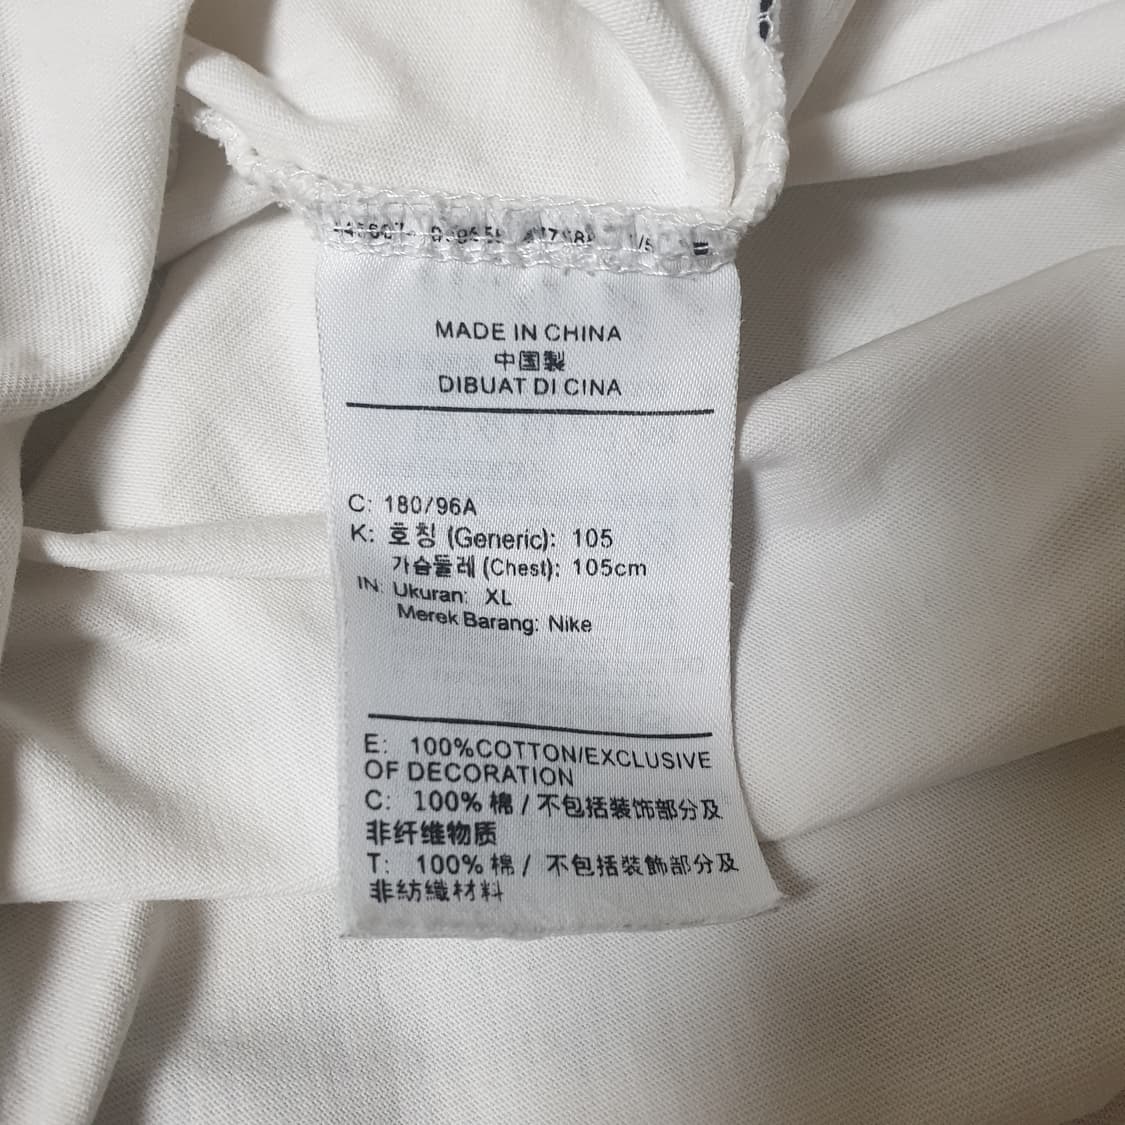 MADE IN CHINA
中国製
DIBUAT DI CINA
C: 180/96A
K: 호칭 (Generic): 105
가슴둘레 (Chest): 105cm
IN: Ukuran: XL
Merek Barang: Nike
E: 100%COTTON/EXCLUSIVE
OF DECORATION
C: 100% 棉 / 不包括装饰部分及
非纤维物质
T: 100% 棉 / 不包括裝飾部分及
非紡織材料